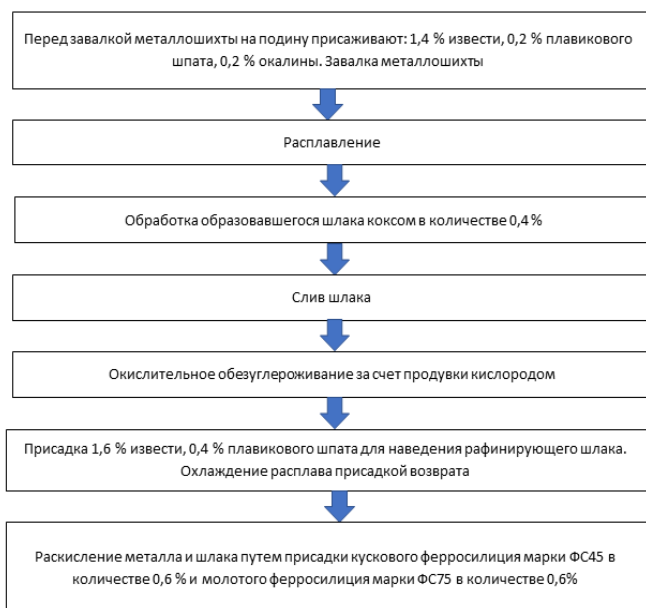 Перед завалкой металлошихты на подину присаживают: 1,4 % извести, 0,2 % плавикового
шпата, 0,2 % окалины. Завалка металлошихты
Расплавление
Обработка образовавшегося шлака коксом в количестве 0,4 %
Слив шлака
Окислительное обезуглероживание за счет продувки кислородом
Присадка 1,6 % извести, 0,4 % плавикового шпата для наведения рафинирующего шлака.
Охлаждение расплава присадкой возврата
Раскисление металла и шлака путем присадки кускового ферросилиция марки ФС45 в
количестве 0,6 % и молотого ферросилиция марки ФС75 в количестве 0,6%